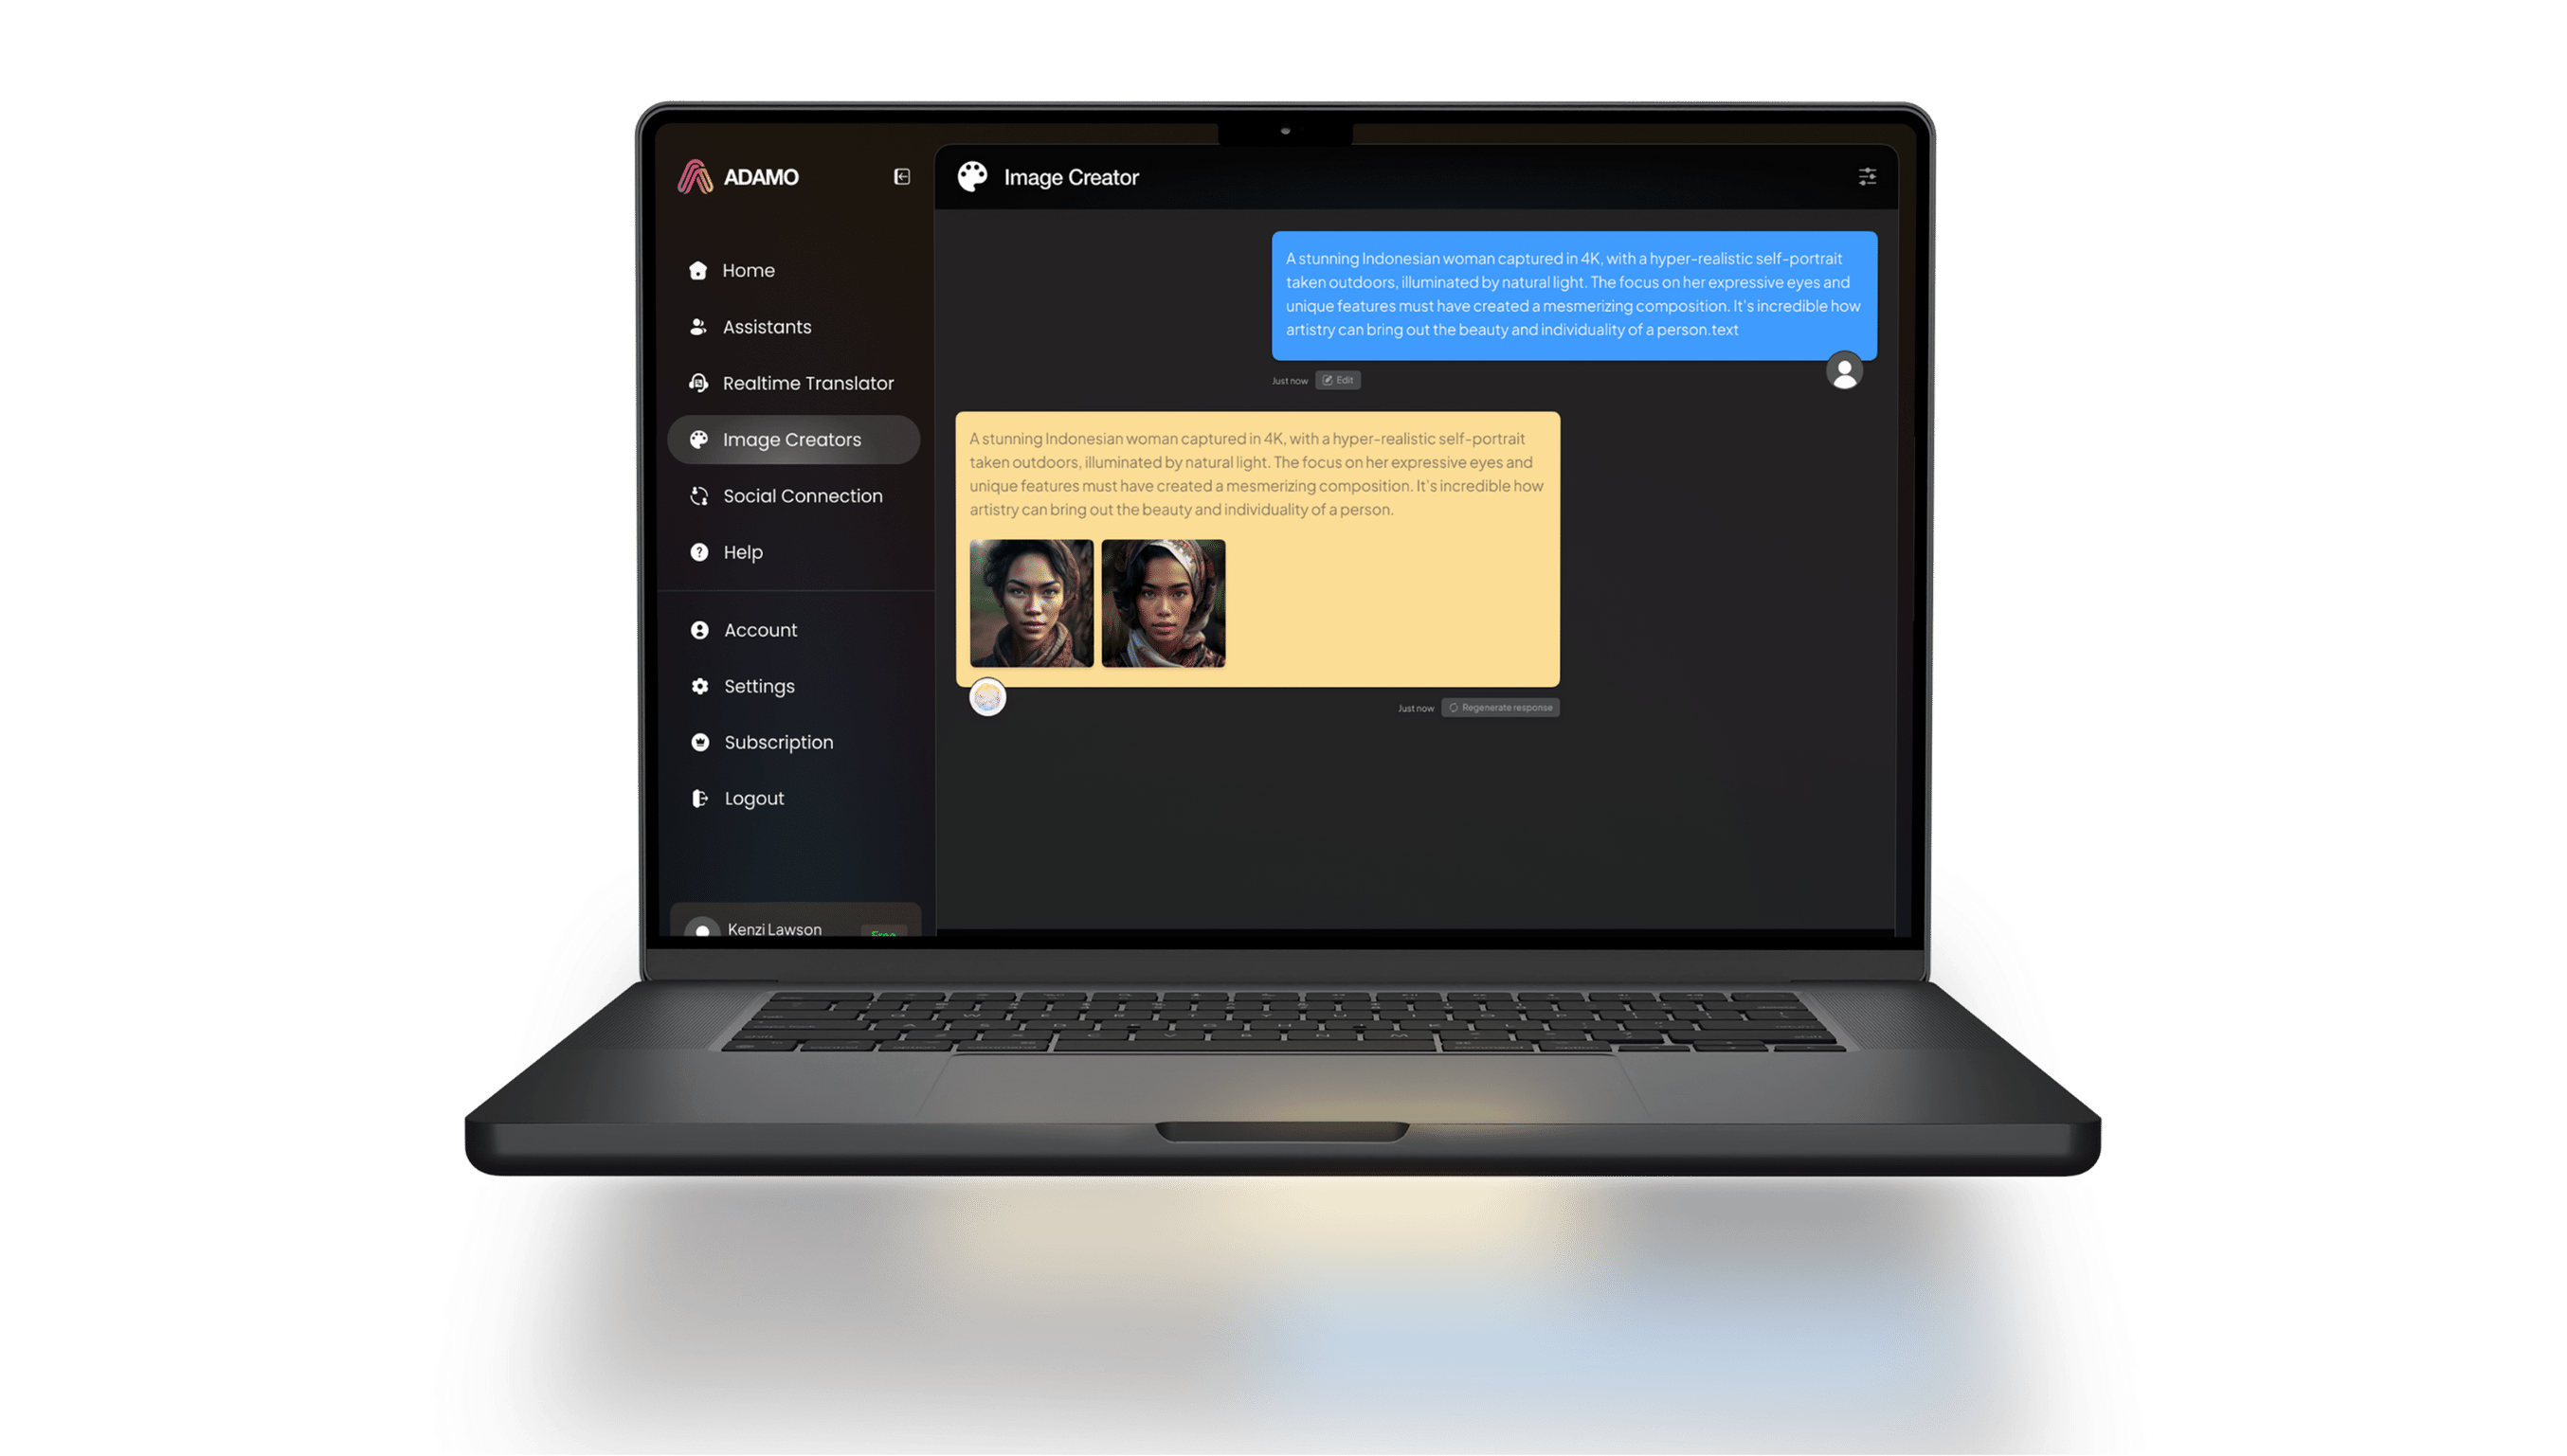 ADAMO
Home
Assistants
Realtime Translator
Image Creators
Social Connection
Help
Account
Settings
Subscription
Logout
Kenzi Lawson
Free
Image Creator
A stunning Indonesian woman captured in 4K, with a hyper-realistic self-portrait
taken outdoors, illuminated by natural light. The focus on her expressive eyes and
unique features must have created a mesmerizing composition. It's incredible how
artistry can bring out the beauty and individuality of a person.text
Just now
Edit
A stunning Indonesian woman captured in 4K, with a hyper-realistic self-portrait
taken outdoors, illuminated by natural light. The focus on her expressive eyes and
unique features must have created a mesmerizing composition. It's incredible how
artistry can bring out the beauty and individuality of a person.
Just now
Regenerate response